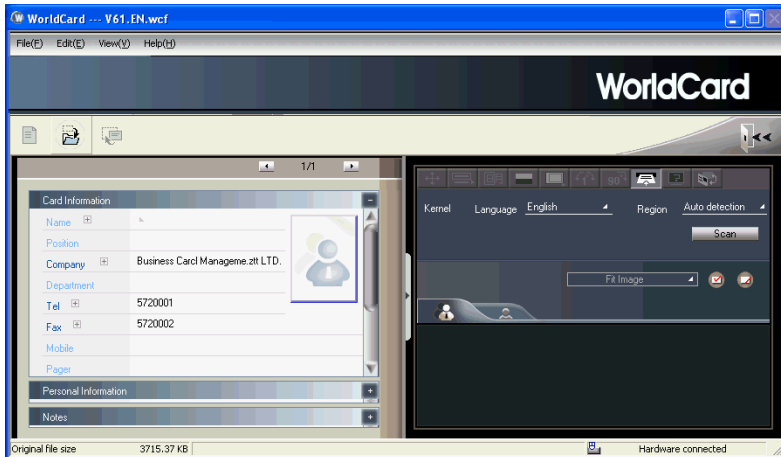 WorldCard --- V61.EN.wcf
File(F) Edit(E) View(V) Help(H)
WorldCard
1/1
Card Information
Name
Position
Company Business Carcl Manageme.ztt LTD.
Department
Tel 5720001
Fax 5720002
Mobile
Pager
Personal Information
Notes
90°
Kernel Language English Region Auto detection
Scan
Fit Image
Original file size 3715.37 KB Hardware connected